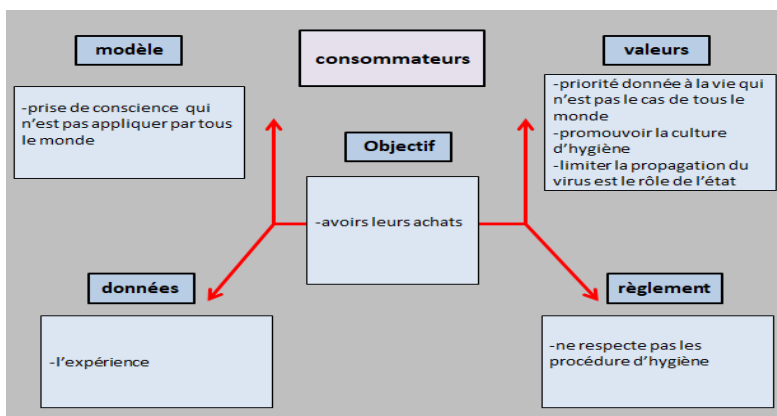 modèle
-prise de conscience qui
n'est pas appliquer par tous
le monde
consommateurs
valeurs
-priorité donnée à la vie qui
n'est pas le cas de tous le
monde
-promouvoir la culture
d'hygiène
-limiter la propagation du
virus est le rôle de l'état
Objectif
-avoirs leurs achats
données
-l'expérience
règlement
-ne respecte pas les
procédure d'hygiène